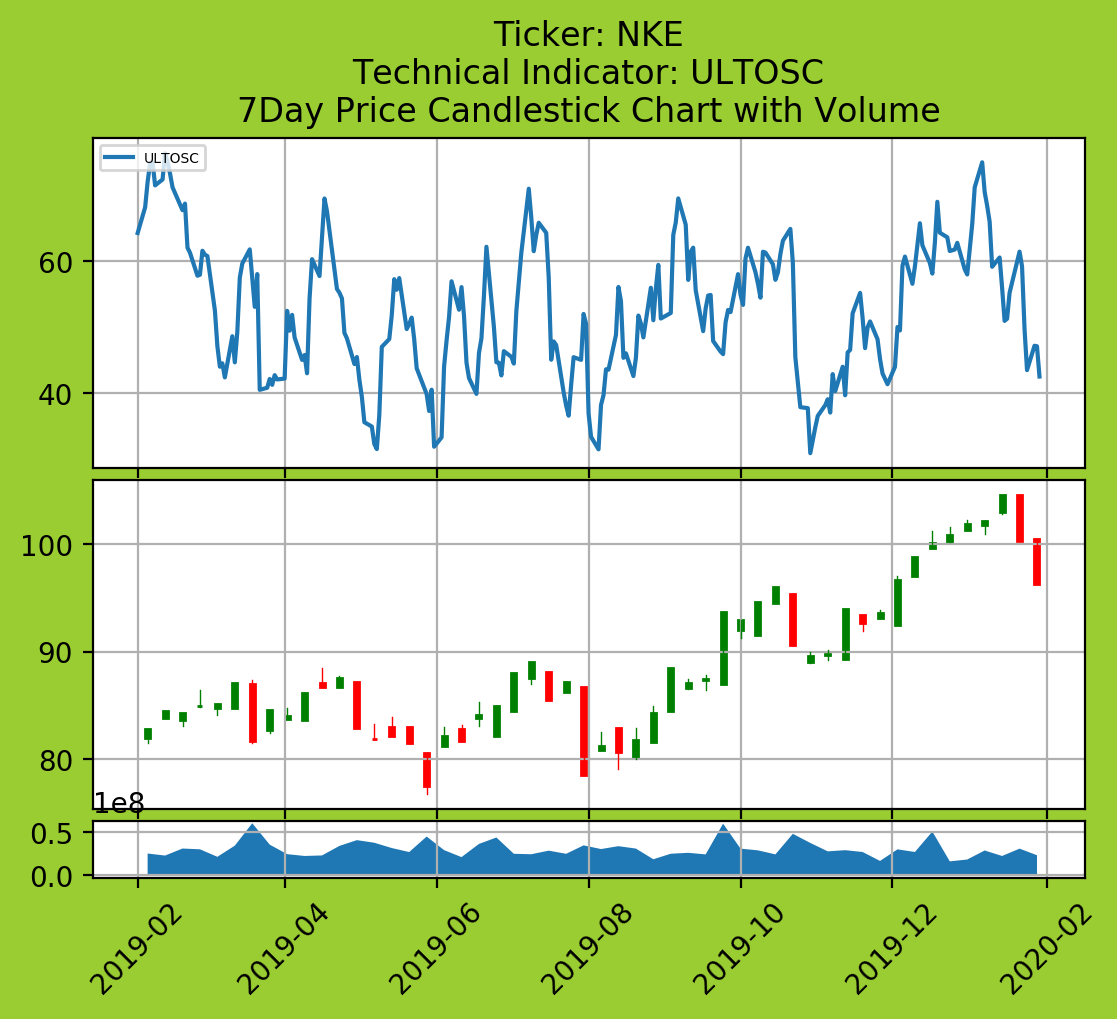 Ticker: NKE
Technical Indicator: ULTOSC
7Day Price Candlestick Chart with Volume
ULTOSC
60
40
100
90
80
1e8
0.5
0.0
2019-02
2019-04
2019-06
2019-08
2019-10
2019-12
2020-02